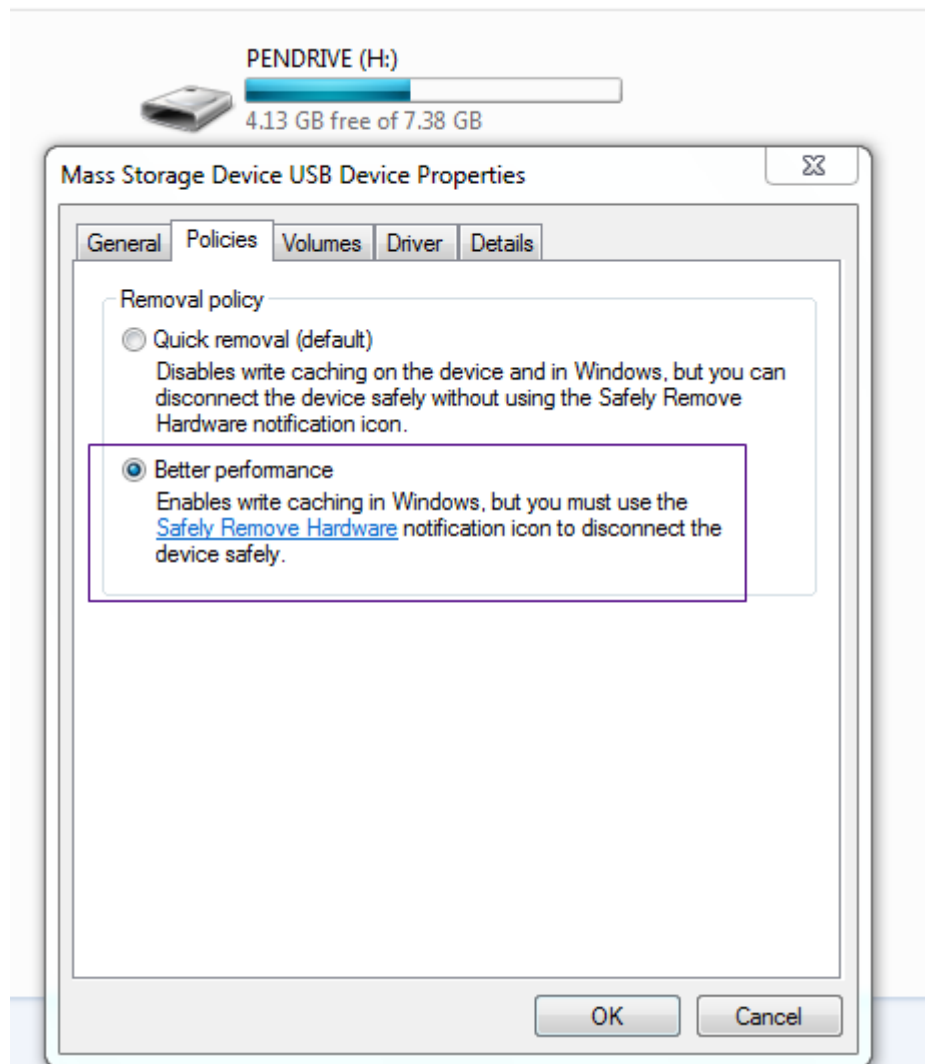 PENDRIVE (H:)
4.13 GB free of 7.38 GB
Mass Storage Device USB Device Properties
General Policies Volumes Driver Details
Removal policy
Quick removal (default)
Disables write caching on the device and in Windows, but you can
disconnect the device safely without using the Safely Remove
Hardware notification icon.
Better performance
Enables write caching in Windows, but you must use the
Safely Remove Hardware notification icon to disconnect the
device safely.
OK Cancel